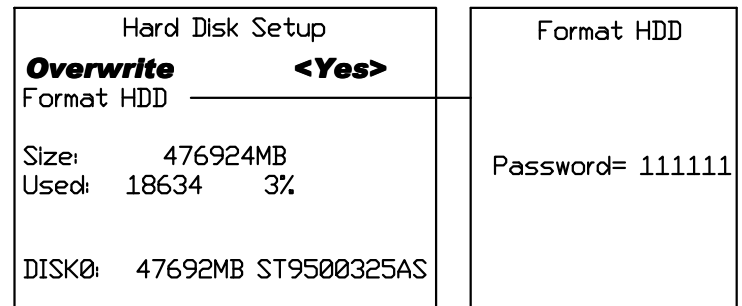 Hard Disk Setup
Overwrite <Yes>
Format HDD
Size: 476924MB
Used: 18634 3%
DISK0: 47692MB ST9500325AS
Format HDD
Password= 111111